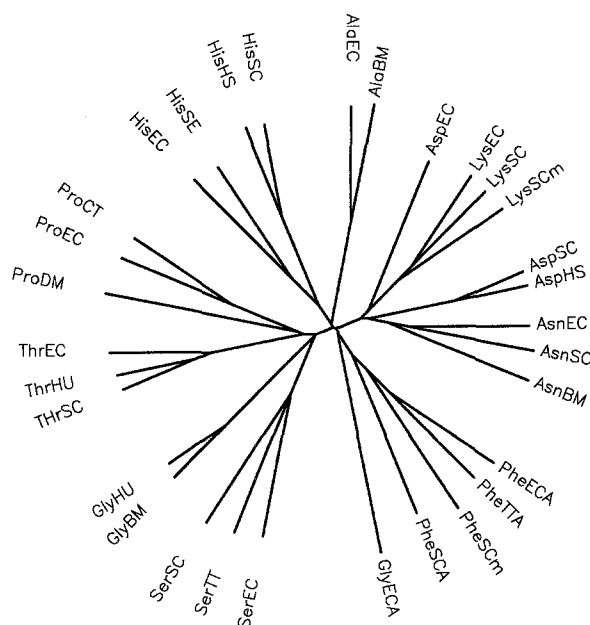 AlaEC
AlaBM
AspEC
LysEC
LysSC
LysSCm
AspSC
AspHS
AsnEC
AsnSC
AsnBM
PheECA
PheTTA
PheSCm
PheSCA
GlyECA
SerEC
SerTT
SerSC
GlyBM
GlyHU
THrSC
ThrHU
ThrEC
ProDM
ProEC
ProCT
HisEC
HisSE
HisHS
HisSC